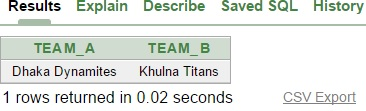 Results Explain Describe Saved SQL History
TEAM_A TEAM_B
Dhaka Dynamites Khulna Titans
1 rows returned in 0.02 seconds CSV Export